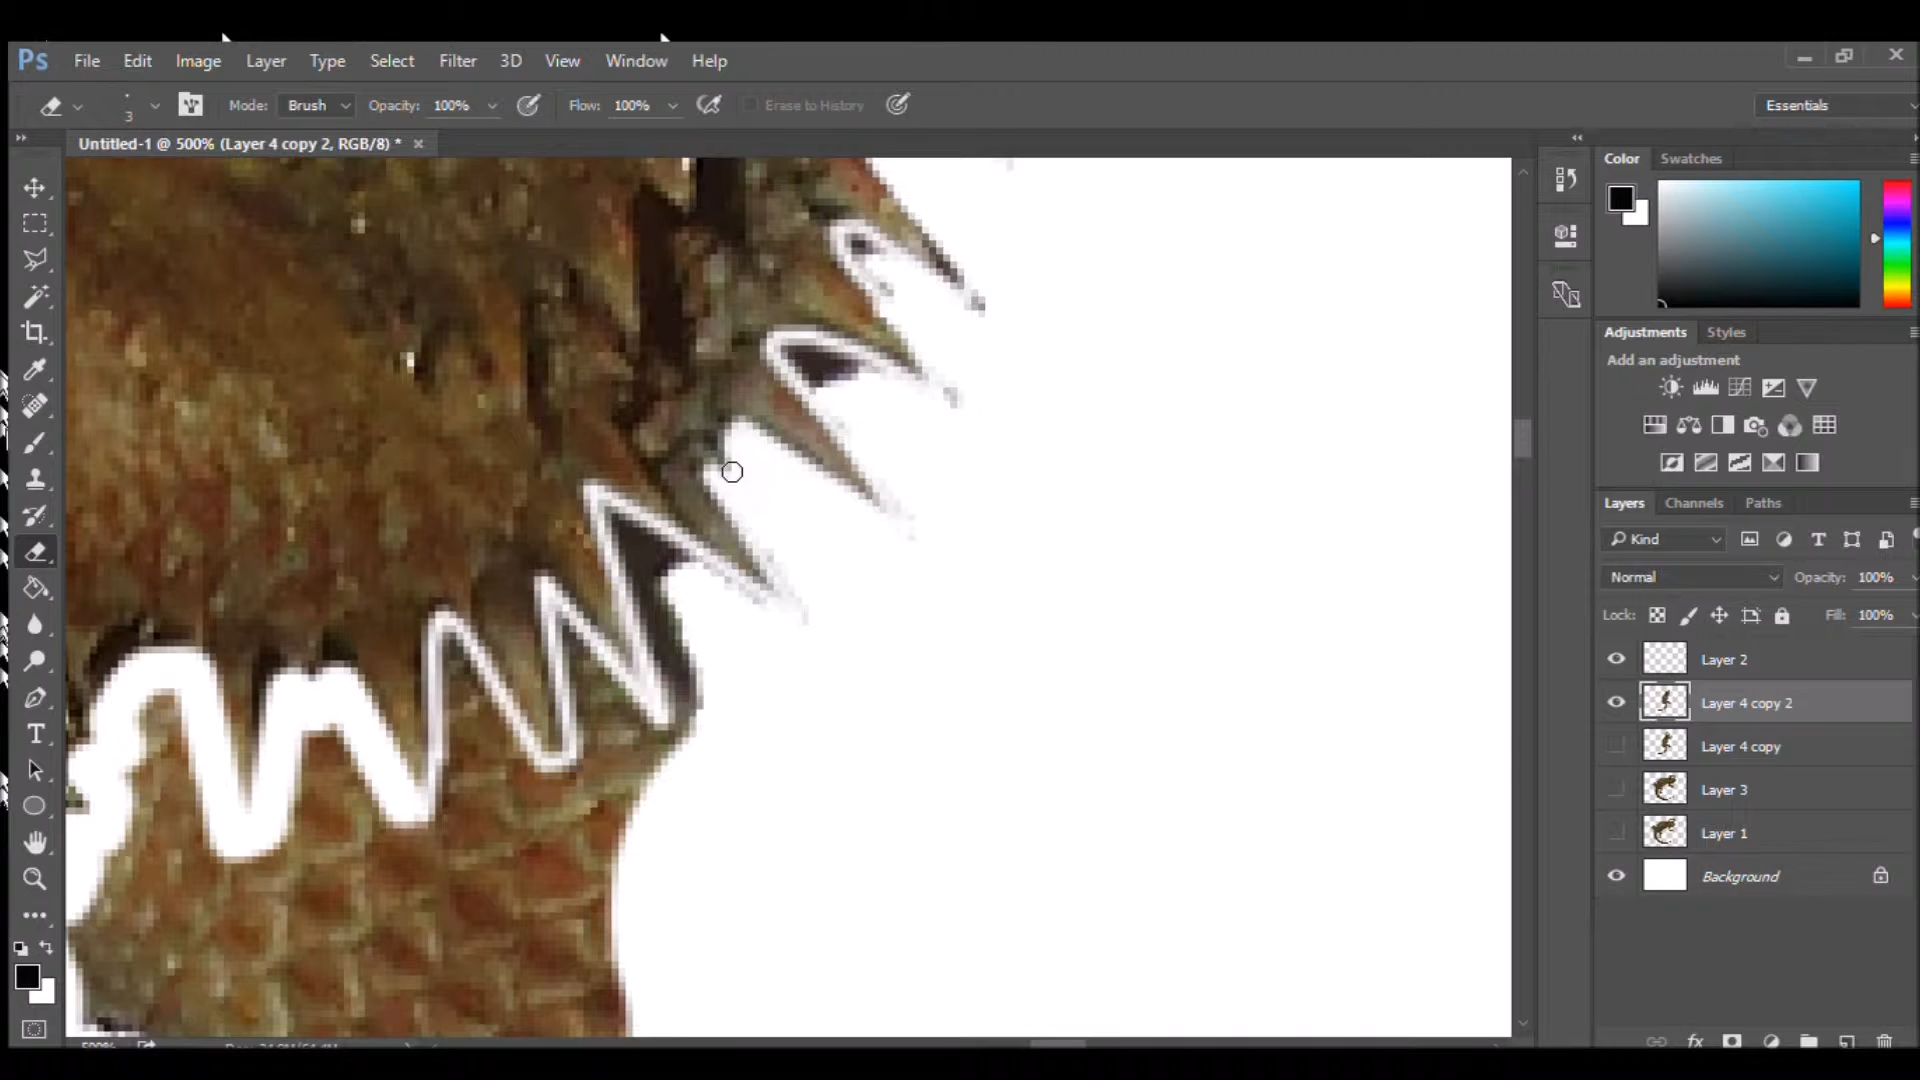 Ps File Edit Image Layer Type Select Filter 3D View Window Help
3 Mode: Brush Opacity: 100% Flow: 100% Erase to History Essentials
Untitled-1 @ 500% (Layer 4 copy 2, RGB/8) *
Color Swatches
Adjustments Styles
Add an adjustment
Layers Channels Paths
Kind
Normal Opacity: 100%
Lock: Fill: 100%
Layer 2
Layer 4 copy 2
Layer 4 copy
Layer 3
Layer 1
Background